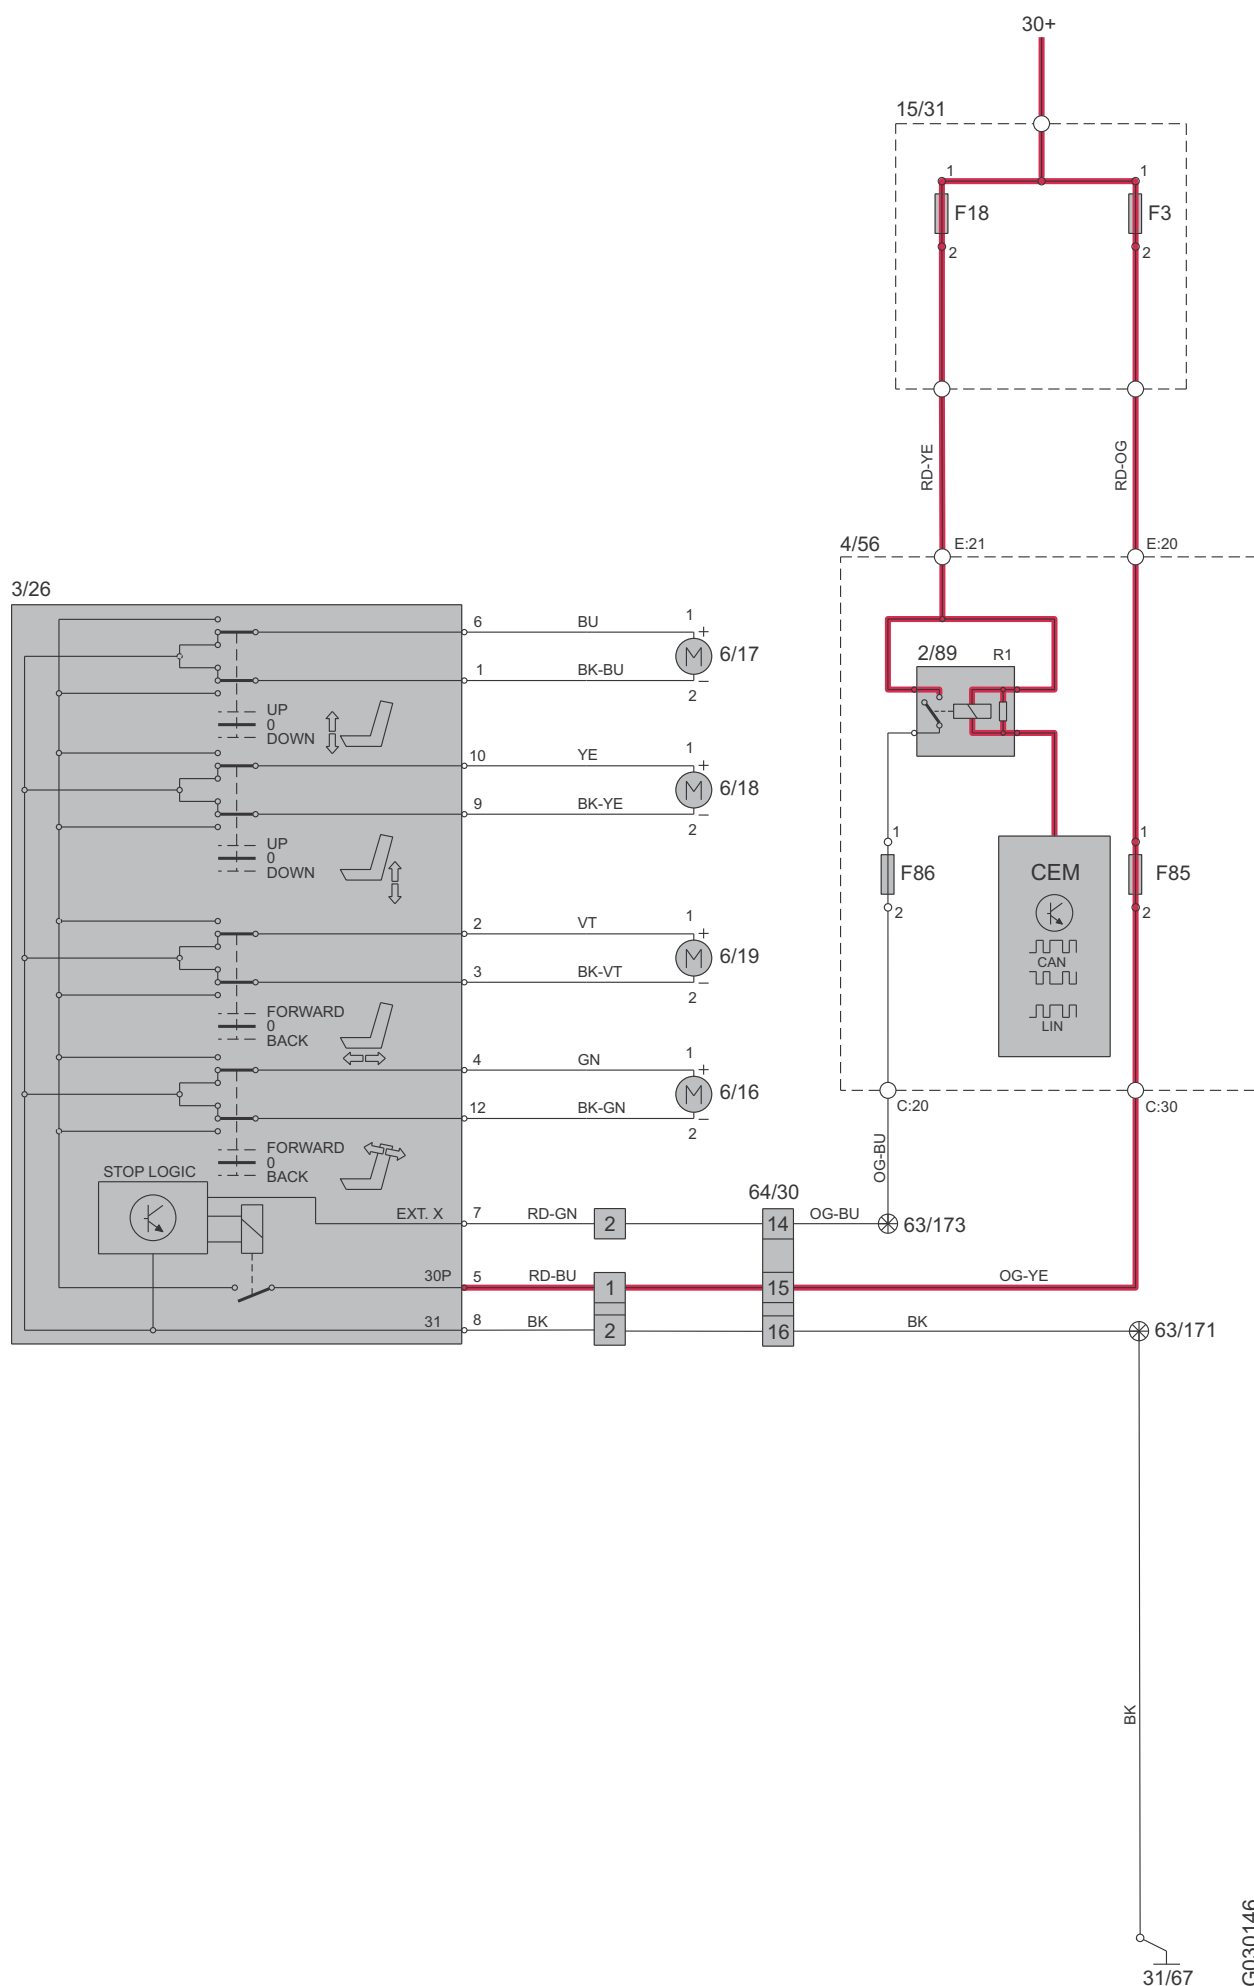 30+
15/31
1 1
F18 F3
2 2
RD-YE RD-OG
4/56 E:21 E:20
3/26
6 BU 1 +
M 6/17
1 BK-BU −
2
2/89 R1
UP
0
DOWN
10 YE 1 +
M 6/18
9 BK-YE −
2
UP
0
DOWN
1 1
F86 CEM F85
2 2
CAN
LIN
2 VT 1 +
M 6/19
3 BK-VT −
2
FORWARD
0
BACK
4 GN 1 +
M 6/16
12 BK-GN −
2
C:20 C:30
FORWARD
0
BACK
OG-BU
STOP LOGIC
64/30
EXT. X 7 RD-GN 2 14 OG-BU 63/173
30P 5 RD-BU 1 15 OG-YE
31 8 BK 2 16 BK 63/171
BK
31/67
G030146